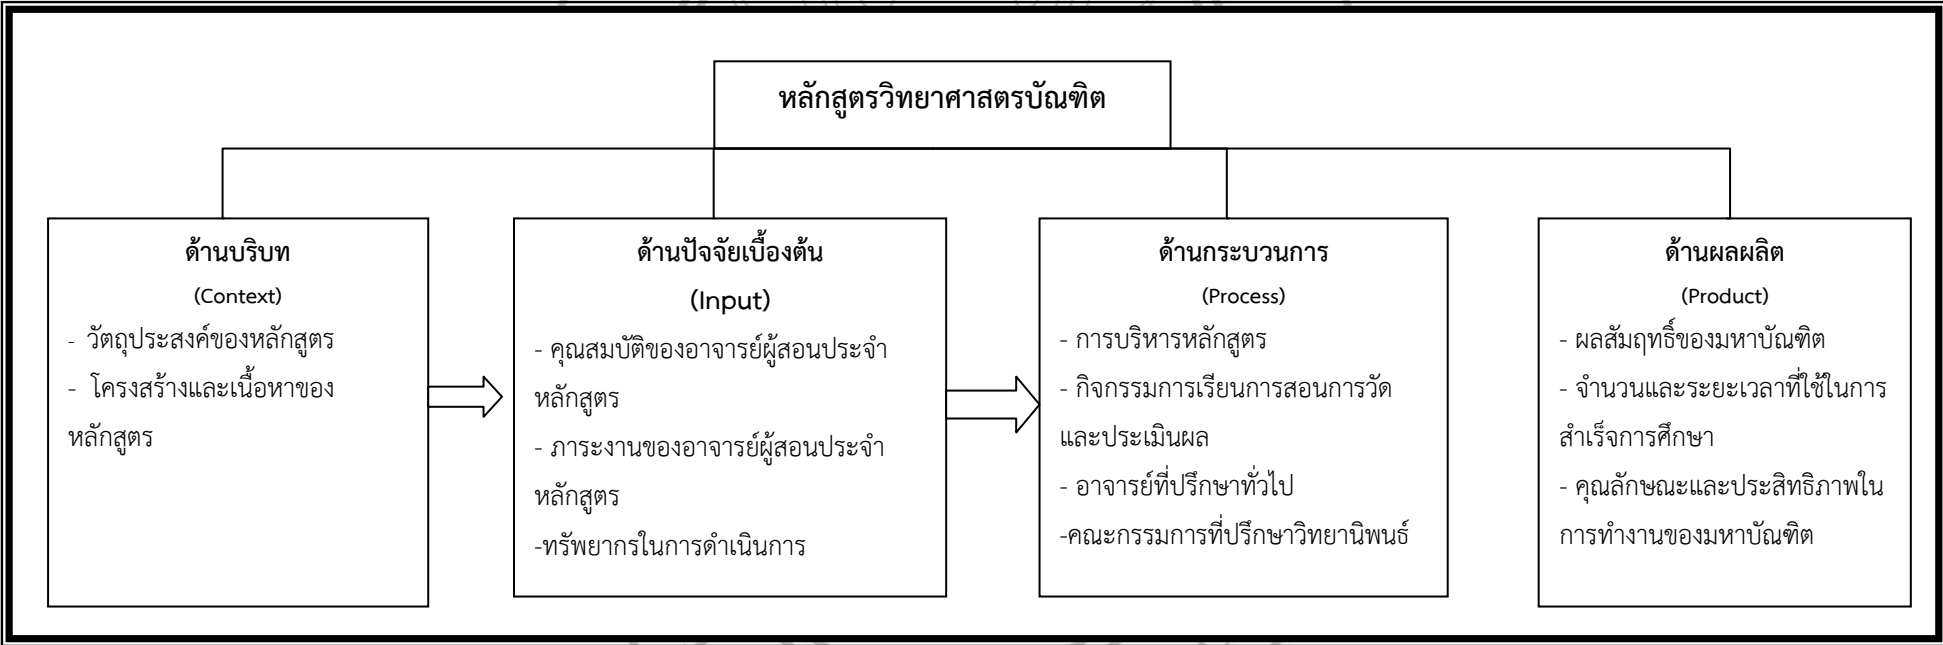 หลักสูตรวิทยาศาสตรบัณฑิต
ด้านบริบท
(Context)
- วัตถุประสงค์ของหลักสูตร
- โครงสร้างและเนื้อหาของ
หลักสูตร
ด้านปัจจัยเบื้องต้น
(Input)
- คุณสมบัติของอาจารย์ผู้สอนประจำ
หลักสูตร
- ภาระงานของอาจารย์ผู้สอนประจำ
หลักสูตร
-ทรัพยากรในการดำเนินการ
ด้านกระบวนการ
(Process)
- การบริหารหลักสูตร
- กิจกรรมการเรียนการสอนการวัด
และประเมินผล
- อาจารย์ที่ปรึกษาทั่วไป
-คณะกรรมการที่ปรึกษาวิทยานิพนธ์
ด้านผลผลิต
(Product)
- ผลสัมฤทธิ์ของมหาบัณฑิต
- จำนวนและระยะเวลาที่ใช้ในการ
สำเร็จการศึกษา
- คุณลักษณะและประสิทธิภาพใน
การทำงานของมหาบัณฑิต